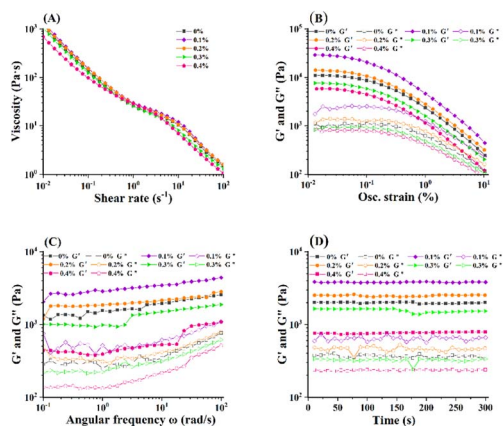 (A)
0%
0.1%
0.2%
0.3%
0.4%
Viscosity (Pa·s)
10³
10²
10¹
10⁰
10⁻² 10⁻¹ 10⁰ 10¹ 10²
Shear rate (s⁻¹)
(B)
0% G' 0% G" 0.1% G' 0.1% G"
0.2% G' 0.2% G" 0.3% G' 0.3% G"
0.4% G' 0.4% G"
G' and G" (Pa)
10⁵
10⁴
10³
10²
10⁻² 10⁻¹ 10⁰ 10¹
Osc. strain (%)
(C)
0% G' 0% G" 0.1% G' 0.1% G"
0.2% G' 0.2% G" 0.3% G' 0.3% G"
0.4% G' 0.4% G"
G' and G" (Pa)
10⁴
10³
10²
10⁻¹ 10⁰ 10¹ 10²
Angular frequency ω (rad/s)
(D)
0% G' 0% G" 0.1% G' 0.1% G"
0.2% G' 0.2% G" 0.3% G' 0.3% G"
0.4% G' 0.4% G"
G' and G" (Pa)
10⁴
10³
10²
0 50 100 150 200 250 300
Time (s)